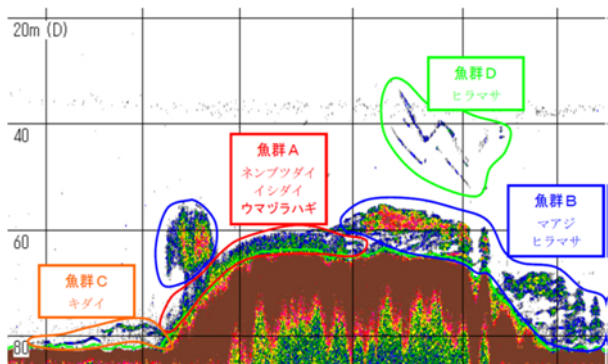 20m (D)
魚群D
ヒラマサ
40
魚群A
ネンブツダイ
イシダイ
ウマヅラハギ
魚群B
マアジ
ヒラマサ
60
魚群C
キダイ
80